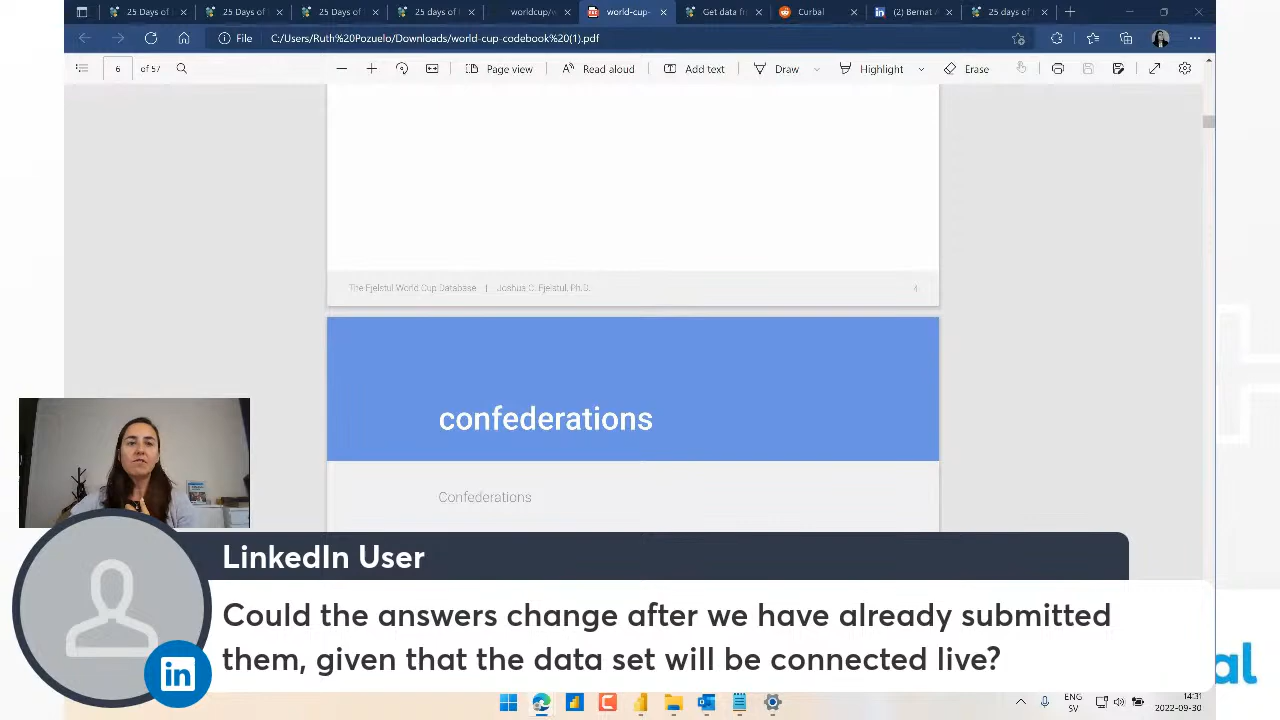 25 Days of
25 Days of
25 Days of
25 days of
worldcup/w
world-cup-
Get data fr
Curbal
(2) Bernat A
25 days of
File
C:/Users/Ruth%20Pozuelo/Downloads/world-cup-codebook%20(1).pdf
6 of 57
Page view
Read aloud
Add text
Draw
Highlight
Erase
The Fjelstul World Cup Database | Joshua C. Fjelstul, Ph.D.
4
confederations
Confederations
LinkedIn User
Could the answers change after we have already submitted
them, given that the data set will be connected live?
in
al
ENG
SV
14:31
2022-09-30